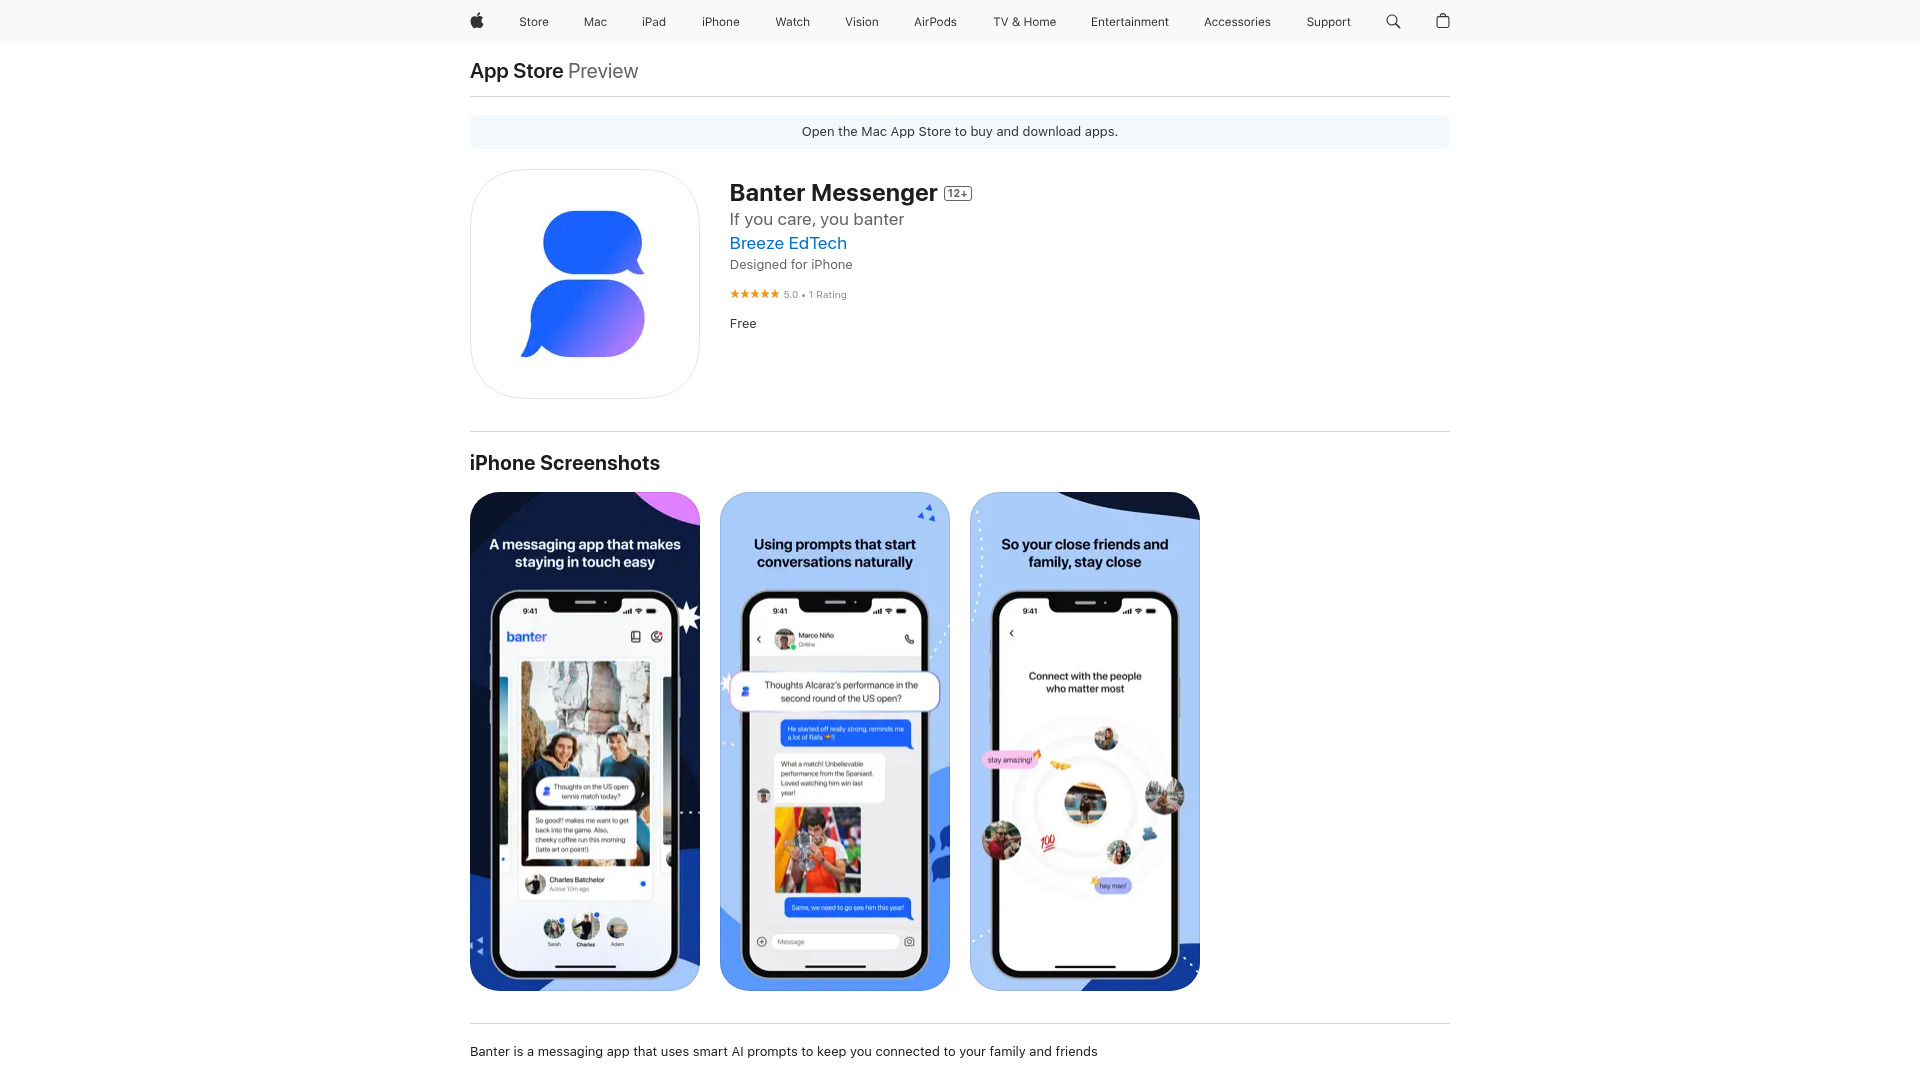 Store
Mac
iPad
iPhone
Watch
Vision
AirPods
TV & Home
Entertainment
Accessories
Support
App Store Preview
Open the Mac App Store to buy and download apps.
Banter Messenger 12+
If you care, you banter
Breeze EdTech
Designed for iPhone
★★★★★ 5.0 • 1 Rating
Free
iPhone Screenshots
A messaging app that makes
staying in touch easy
9:41
banter
Thoughts on the US open
tennis match today?
So good!! makes me want to get
back into the game. Also,
cheeky coffee run this morning
(latte art on point!)
Charles Batchelor
Active 10m ago
Sarah
Charles
Adam
Using prompts that start
conversations naturally
9:41
Marco Niño
Online
Thoughts Alcaraz's performance in the
second round of the US open?
He started off really strong, reminds me
a lot of Rafa
What a match! Unbelievable
performance from the Spaniard.
Loved watching him win last
year!
Same, we need to go see him this year!
Message
So your close friends and
family, stay close
9:41
Connect with the people
who matter most
stay amazing!
100
hey man!
Banter is a messaging app that uses smart AI prompts to keep you connected to your family and friends